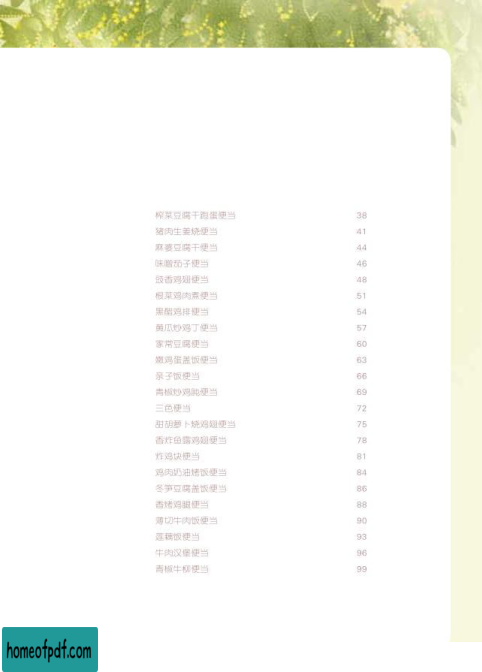 榨菜豆腐干跑蛋便当 38
猪肉生姜烧便当 41
麻婆豆腐干便当 44
味噌茄子便当 46
豉香鸡翅便当 48
根菜鸡肉煮便当 51
黑醋鸡排便当 54
黄瓜炒鸡丁便当 57
家常豆腐便当 60
嫩鸡蛋盖饭便当 63
亲子饭便当 66
青椒炒鸡脯便当 69
三色便当 72
甜胡萝卜烧鸡翅便当 75
香炸鱼露鸡翅便当 78
炸鸡块便当 81
鸡肉奶油烤饭便当 84
冬笋豆腐盖饭便当 86
香烤鸡腿便当 88
薄切牛肉饭便当 90
莲藕饭便当 93
牛肉汉堡便当 96
青椒牛柳便当 99
homeofpdf.com